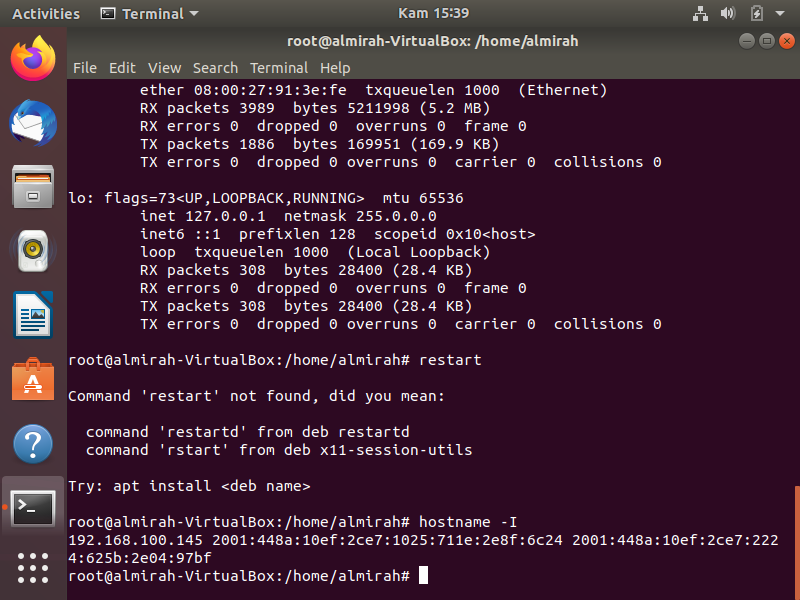 Activities Terminal Kam 15:39
root@almirah-VirtualBox: /home/almirah
File Edit View Search Terminal Help
ether 08:00:27:91:3e:fe  txqueuelen 1000  (Ethernet)
RX packets 3989  bytes 5211998 (5.2 MB)
RX errors 0  dropped 0  overruns 0  frame 0
TX packets 1886  bytes 169951 (169.9 KB)
TX errors 0  dropped 0 overruns 0  carrier 0  collisions 0
lo: flags=73<UP,LOOPBACK,RUNNING>  mtu 65536
inet 127.0.0.1  netmask 255.0.0.0
inet6 ::1  prefixlen 128  scopeid 0x10<host>
loop  txqueuelen 1000  (Local Loopback)
RX packets 308  bytes 28400 (28.4 KB)
RX errors 0  dropped 0  overruns 0  frame 0
TX packets 308  bytes 28400 (28.4 KB)
TX errors 0  dropped 0 overruns 0  carrier 0  collisions 0
root@almirah-VirtualBox:/home/almirah# restart
Command 'restart' not found, did you mean:
command 'restartd' from deb restartd
command 'rstart' from deb x11-session-utils
Try: apt install <deb name>
root@almirah-VirtualBox:/home/almirah# hostname -I
192.168.100.145 2001:448a:10ef:2ce7:1025:711e:2e8f:6c24 2001:448a:10ef:2ce7:222
4:625b:2e04:97bf
root@almirah-VirtualBox:/home/almirah#